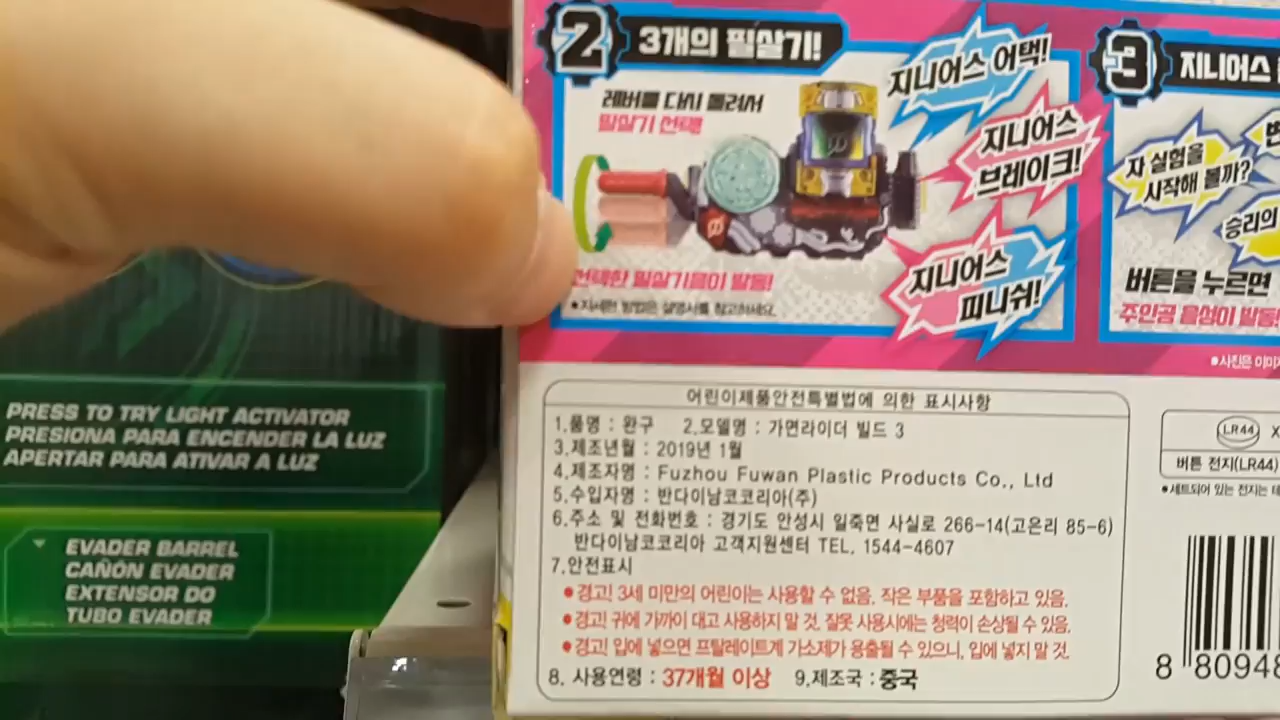 2 3개의 필살기!
레버를 다시 돌려서
필살기 선택!
지니어스 어택!
지니어스
브레이크!
지니어스
피니쉬!
선택한 필살기음이 발동!
●자세한 방법은 설명서를 참고하세요.
3 지니어스
자 실험을
시작해 볼까?
승리의
버튼을 누르면
주인공 음성이 발동!
●사진은 이미
어린이제품안전특별법에 의한 표시사항
1.품명 : 완구 2.모델명 : 가면라이더 빌드 3
3.제조년월 : 2019년 1월
4.제조자명 : Fuzhou Fuwan Plastic Products Co., Ltd
5.수입자명 : 반다이남코코리아(주)
6.주소 및 전화번호 : 경기도 안성시 일죽면 사실로 266-14(고은리 85-6)
반다이남코코리아 고객지원센터 TEL. 1544-4607
7.안전표시
●경고! 3세 미만의 어린이는 사용할 수 없음. 작은 부품을 포함하고 있음.
●경고! 귀에 가까이 대고 사용하지 말 것. 잘못 사용시에는 청력이 손상될 수 있음.
●경고! 입에 넣으면 프탈레이트계 가소제가 용출될 수 있으니, 입에 넣지 말 것.
8. 사용연령 : 37개월 이상 9.제조국 : 중국
LR44 X
버튼 전지(LR44)
●세트되어 있는 전지는 테
8 80948
PRESS TO TRY LIGHT ACTIVATOR
PRESIONA PARA ENCENDER LA LUZ
APERTAR PARA ATIVAR A LUZ
EVADER BARREL
CAÑÓN EVADER
EXTENSOR DO
TUBO EVADER